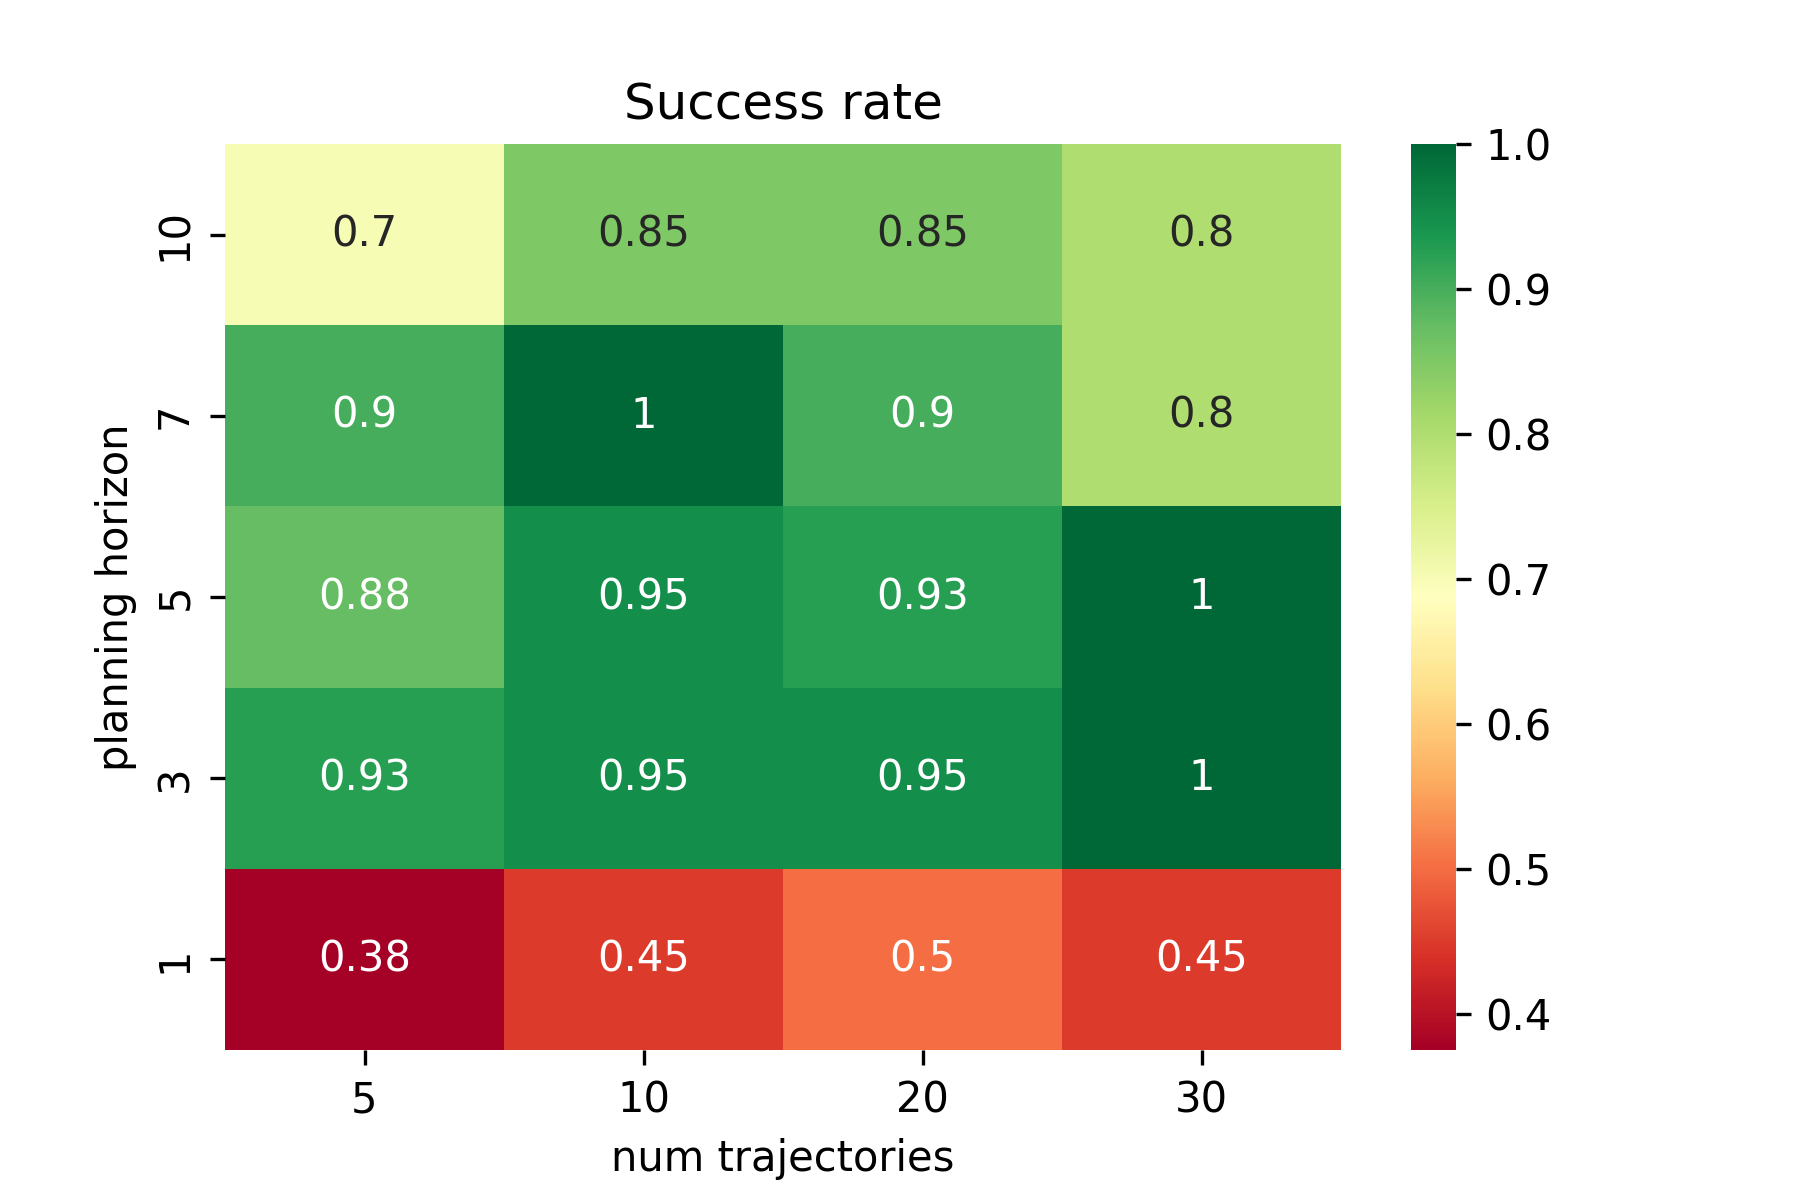 Success rate
1.0
10 0.7 0.85 0.85 0.8
0.9
7 0.9 1 0.9 0.8
0.8
planning horizon
5 0.88 0.95 0.93 1
0.7
0.6
3 0.93 0.95 0.95 1
0.5
1 0.38 0.45 0.5 0.45
0.4
5 10 20 30
num trajectories